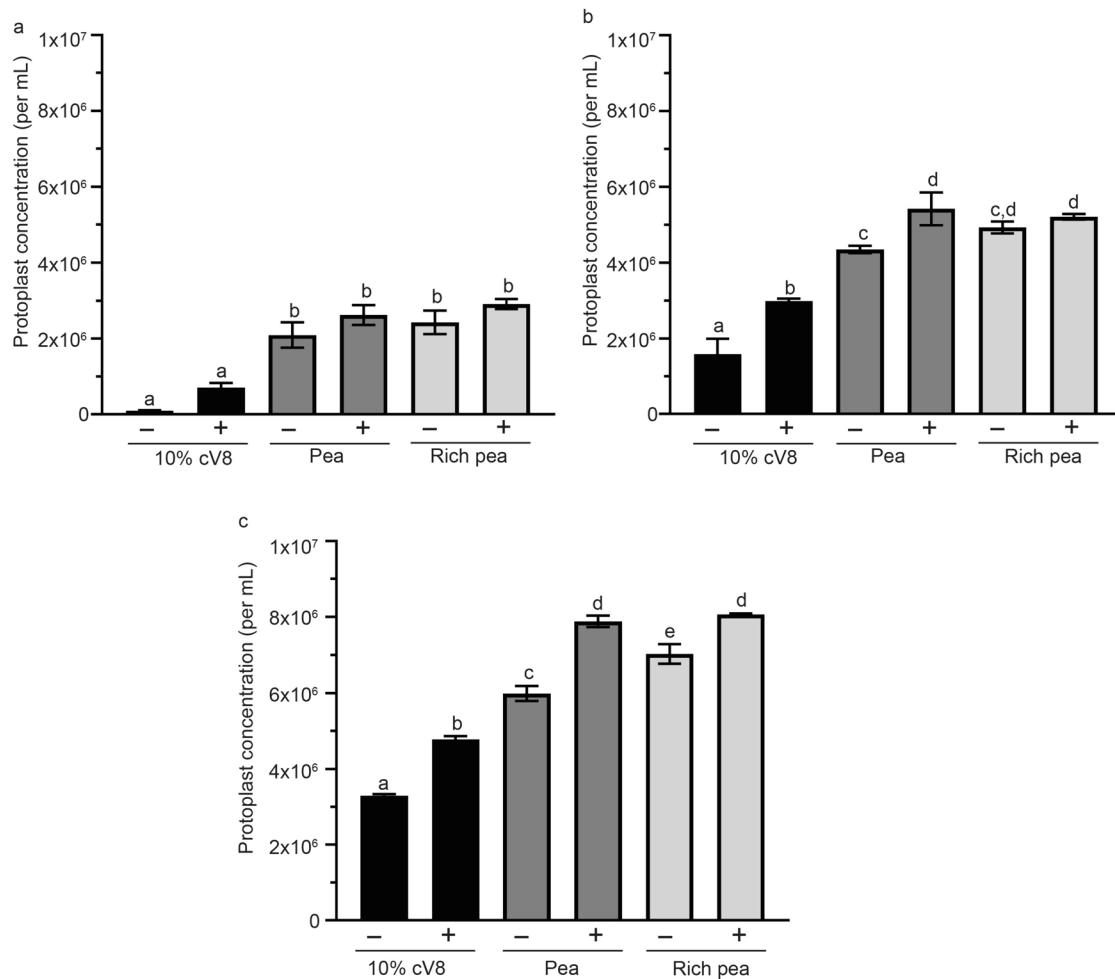 a
Protoplast concentration (per mL)
1x10⁷
8x10⁶
6x10⁶
4x10⁶
2x10⁶
0
a
a
b
b
b
b
− + − + − +
10% cV8 Pea Rich pea
b
Protoplast concentration (per mL)
1x10⁷
8x10⁶
6x10⁶
4x10⁶
2x10⁶
0
a
b
c
d
c,d
d
− + − + − +
10% cV8 Pea Rich pea
c
Protoplast concentration (per mL)
1x10⁷
8x10⁶
6x10⁶
4x10⁶
2x10⁶
0
a
b
c
d
e
d
− + − + − +
10% cV8 Pea Rich pea